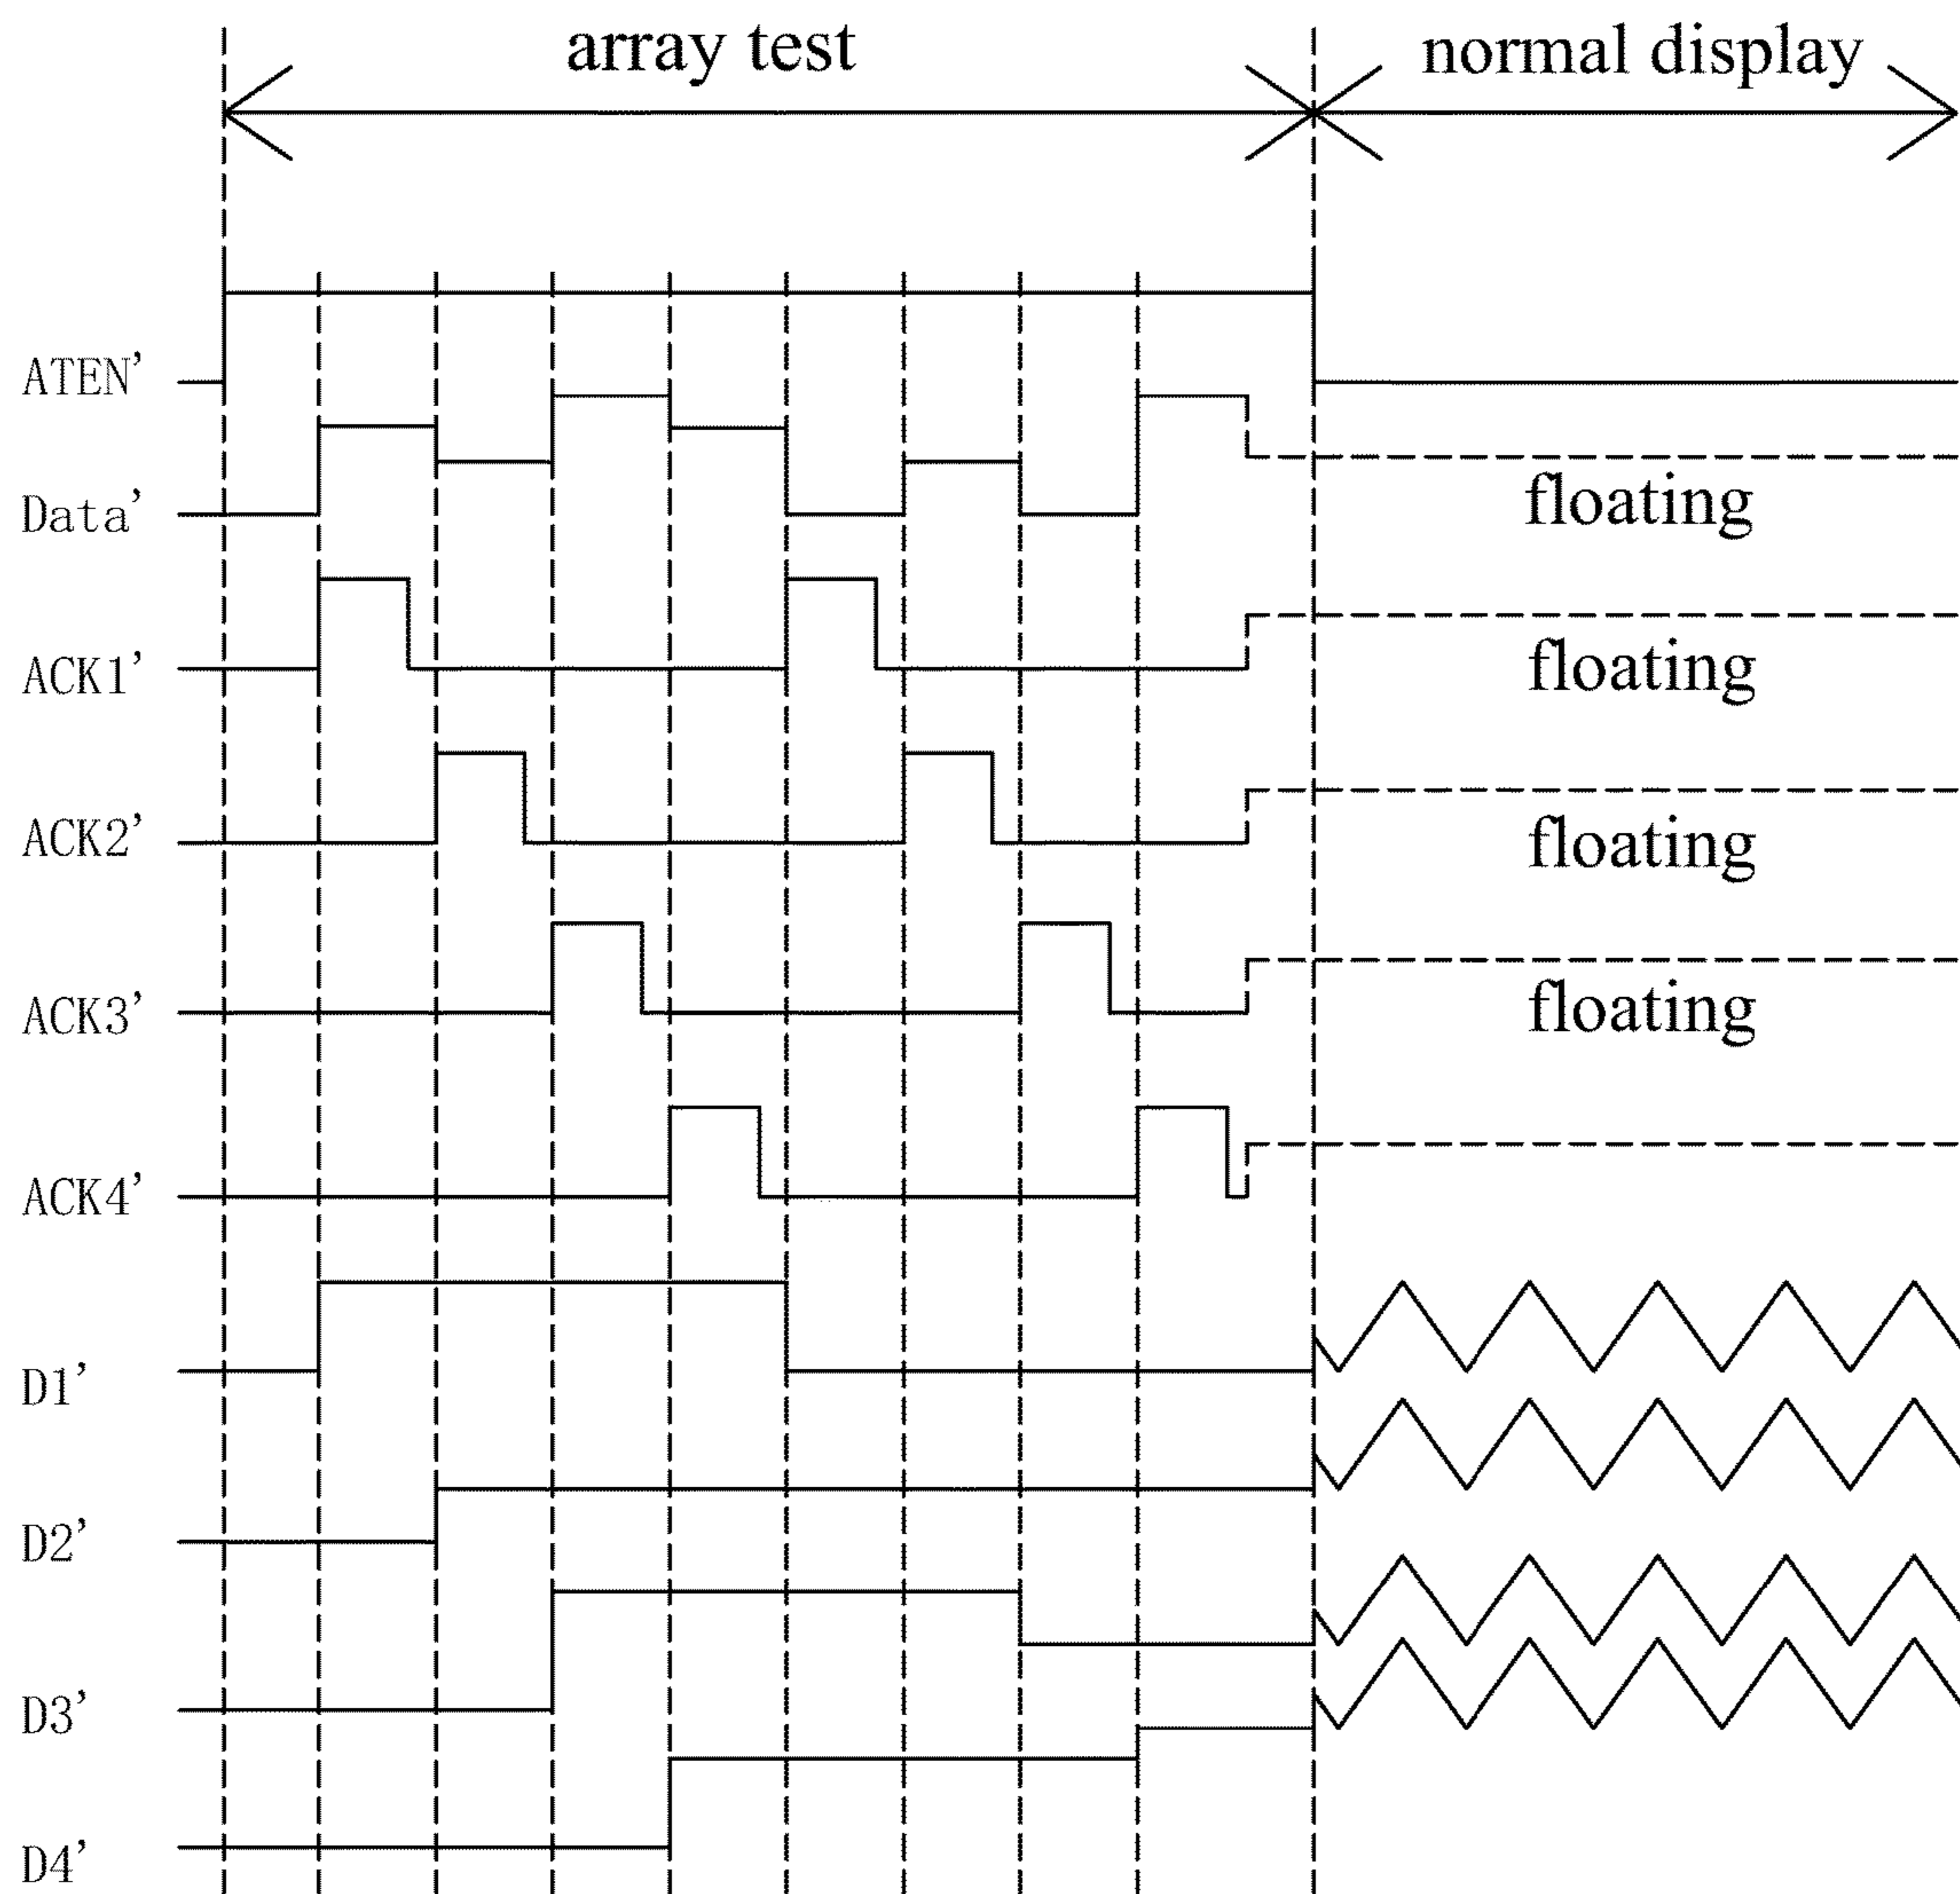 array test
normal display
ATEN’
Data’
floating
ACK1’
floating
ACK2’
floating
ACK3’
floating
ACK4’
D1’
D2’
D3’
D4’